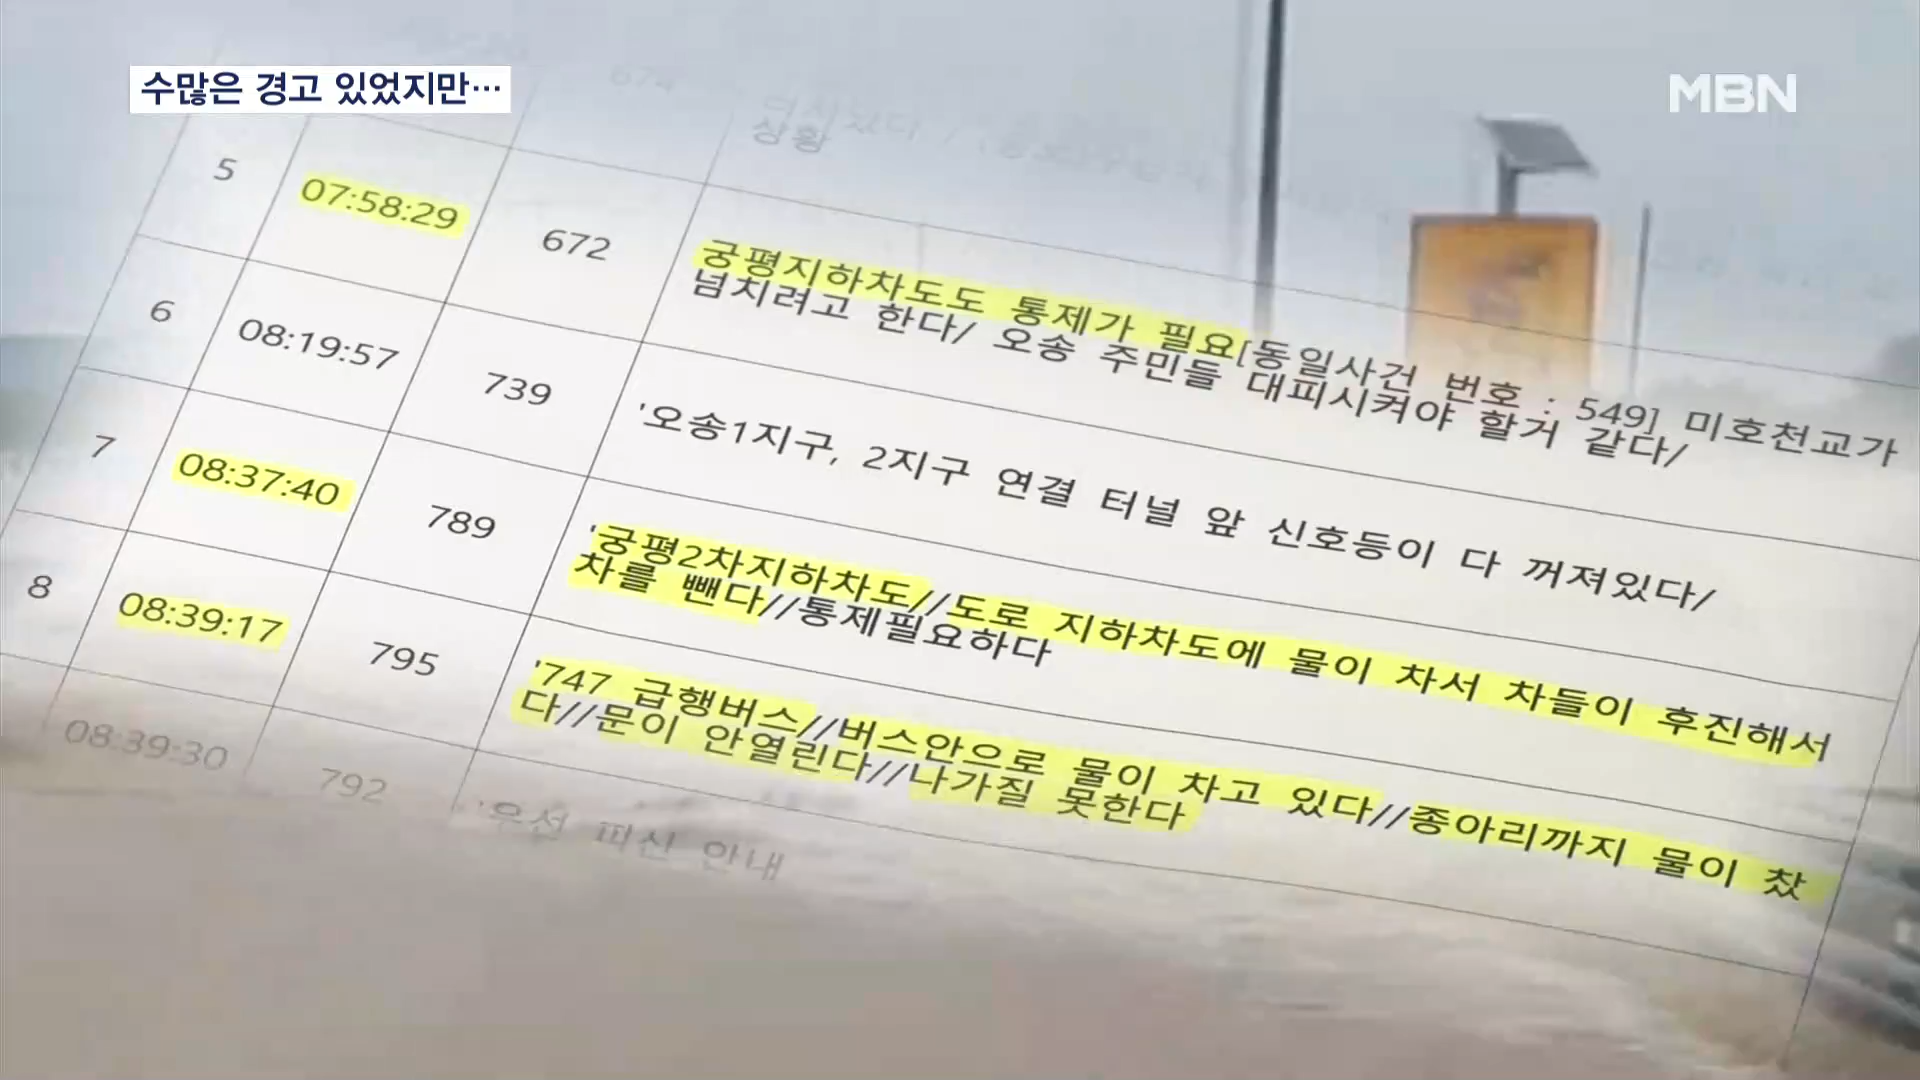 수많은 경고 있었지만…
MBN
674
상황
5
07:58:29
672
궁평지하차도도 통제가 필요[동일사건 번호 : 549] 미호천교가
넘치려고 한다/ 오송 주민들 대피시켜야 할거 같다/
6
08:19:57
739
'오송1지구, 2지구 연결 터널 앞 신호등이 다 꺼져있다/
7
08:37:40
789
'궁평2차지하차도//도로 지하차도에 물이 차서 차들이 후진해서
차를 뺀다//통제필요하다
8
08:39:17
795
'747 급행버스//버스안으로 물이 차고 있다//종아리까지 물이 찼
다//문이 안열린다//나가질 못한다
08:39:30
792
'우선 피신 안내